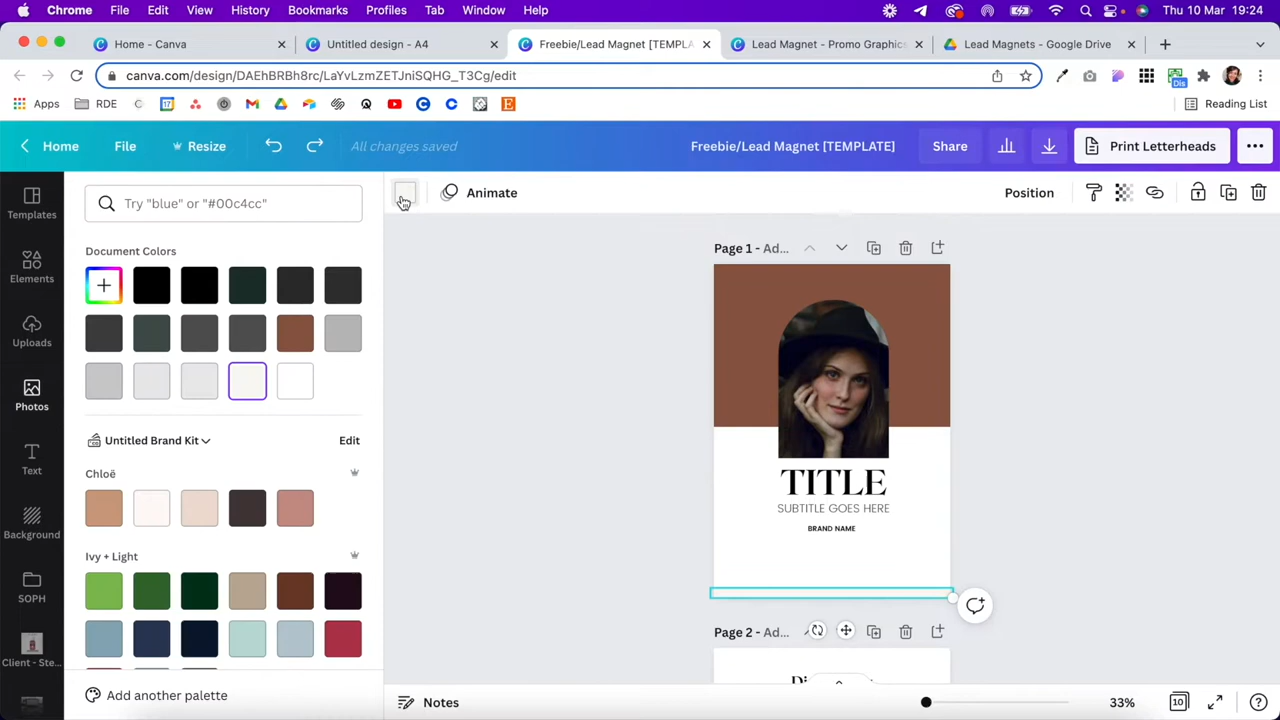 Chrome File Edit View History Bookmarks Profiles Tab Window Help Thu 10 Mar 19:24
Home - Canva Untitled design - A4 Freebie/Lead Magnet [TEMPLA Lead Magnet - Promo Graphics Lead Magnets - Google Drive
canva.com/design/DAEhBRBh8rc/LaYvLzmZETJniSQHG_T3Cg/edit Dis
Apps RDE 17 Reading List
Home File Resize All changes saved Freebie/Lead Magnet [TEMPLATE] Share Print Letterheads
Templates
Elements
Uploads
Photos
Text
Background
SOPH
Client - Ste...
Try "blue" or "#00c4cc"
Document Colors
Untitled Brand Kit Edit
Chloë
Ivy + Light
Add another palette
Animate Position
Page 1 - Ad...
TITLE
SUBTITLE GOES HERE
BRAND NAME
Page 2 - Ad...
Notes 33% 10